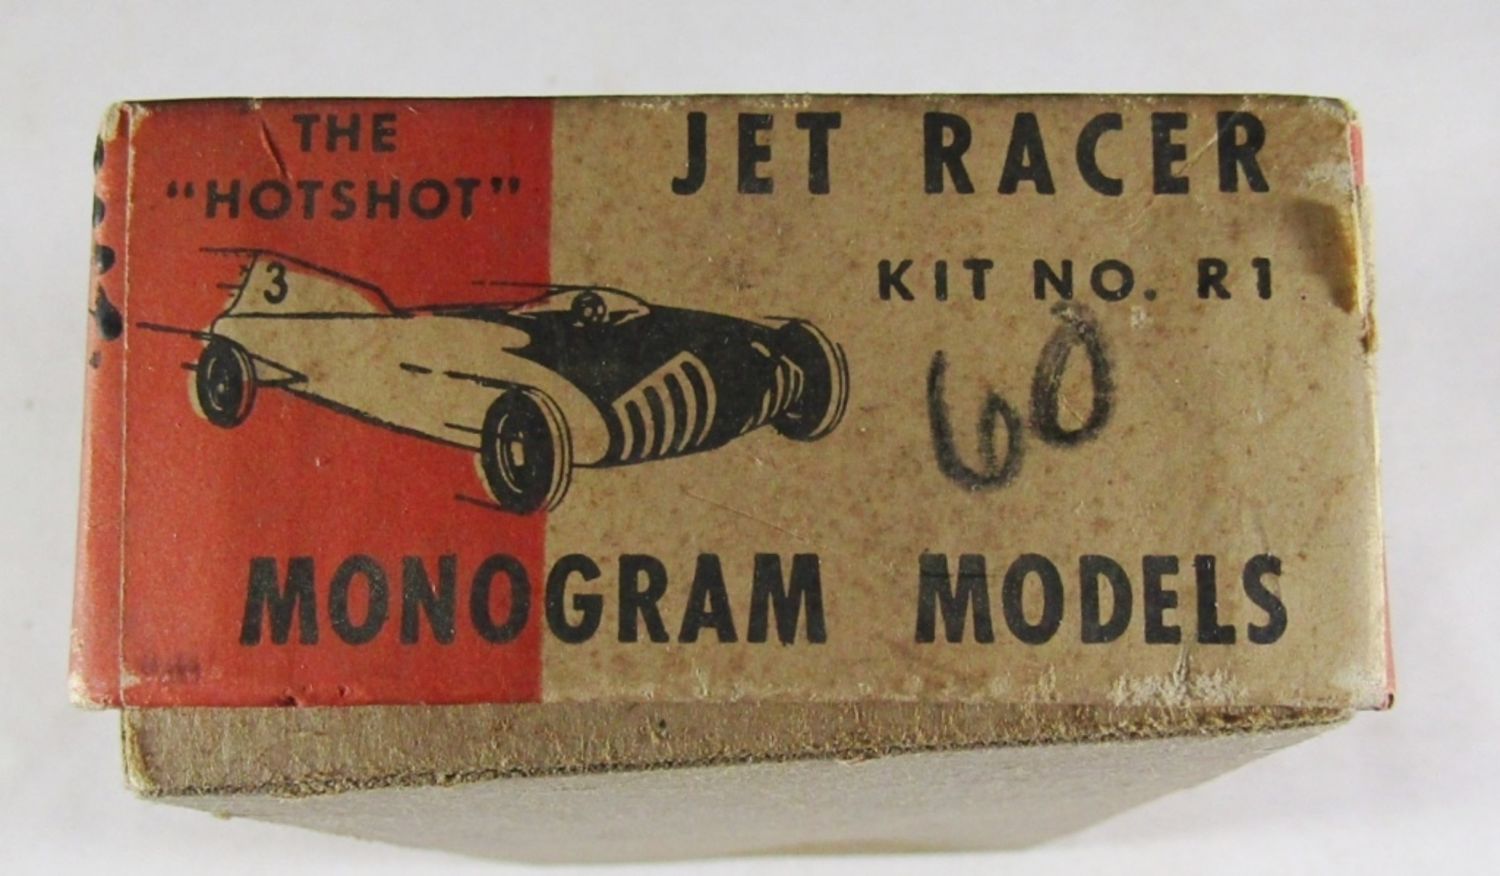 THE
"HOTSHOT"
JET RACER
KIT NO. R1
3
60
MONOGRAM MODELS